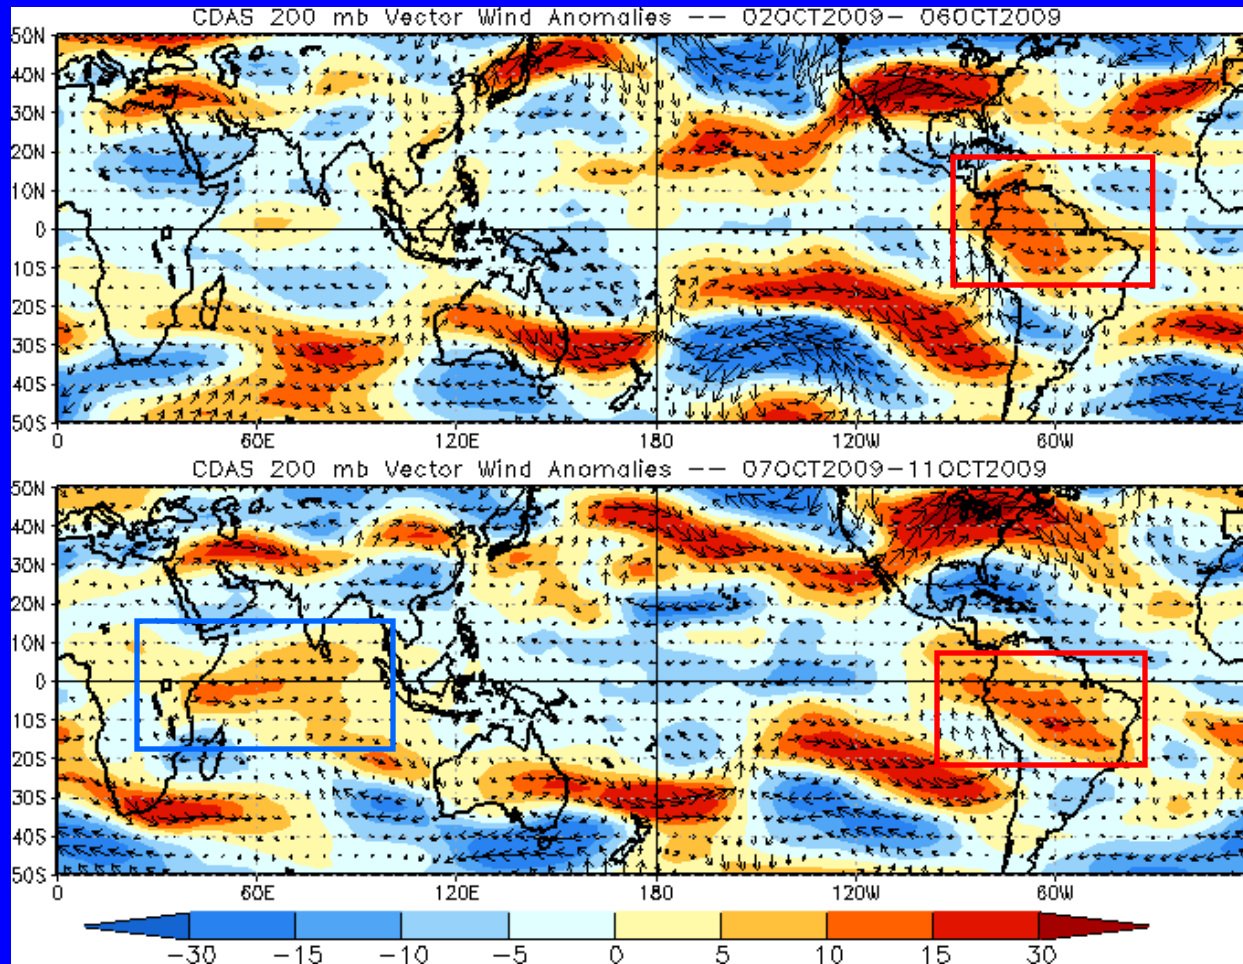 CDAS 200 mb Vector Wind Anomalies -- 02OCT2009- 06OCT2009
50N
40N
30N
20N
10N
0
10S
20S
30S
40S
50S
0 60E 120E 180 120W 60W
CDAS 200 mb Vector Wind Anomalies -- 07OCT2009-11OCT2009
50N
40N
30N
20N
10N
0
10S
20S
30S
40S
50S
0 60E 120E 180 120W 60W
-30 -15 -10 -5 0 5 10 15 30